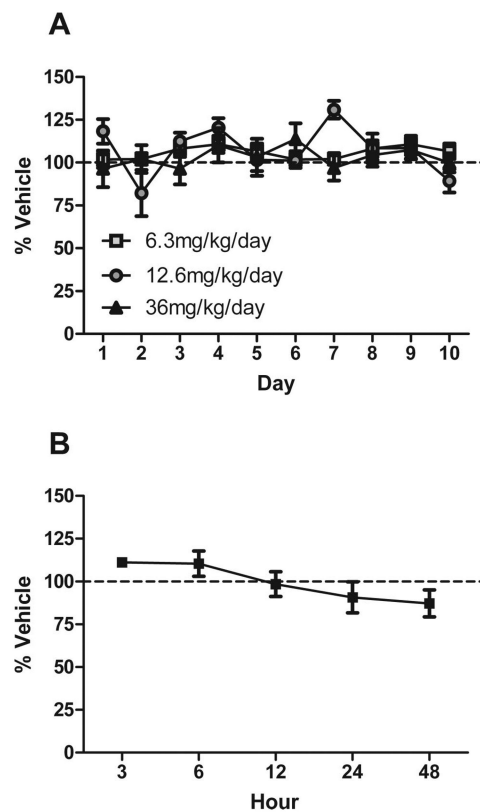 A
150
125
100
75
50
25
0
% Vehicle
6.3mg/kg/day
12.6mg/kg/day
36mg/kg/day
1 2 3 4 5 6 7 8 9 10
Day
B
150
125
100
75
50
25
0
% Vehicle
3 6 12 24 48
Hour